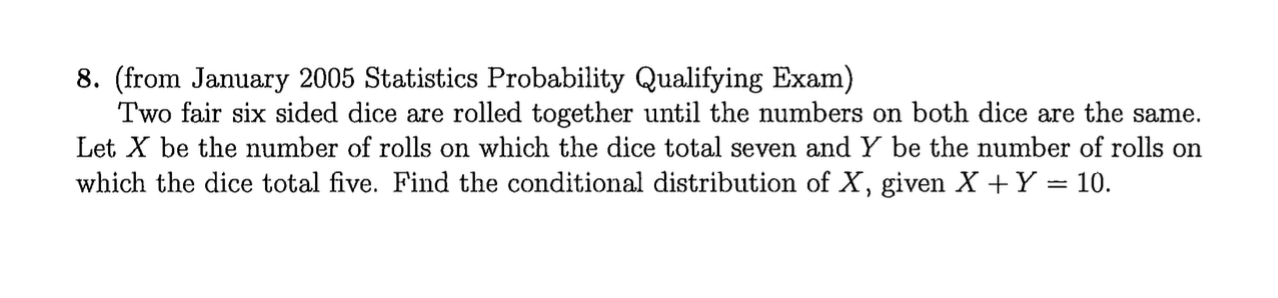 8. (from January 2005 Statistics Probability Qualifying Exam)
Two fair six sided dice are rolled together until the numbers on both dice are the same.
Let X be the number of rolls on which the dice total seven and Y be the number of rolls on
which the dice total five. Find the conditional distribution of X, given X + Y = 10.